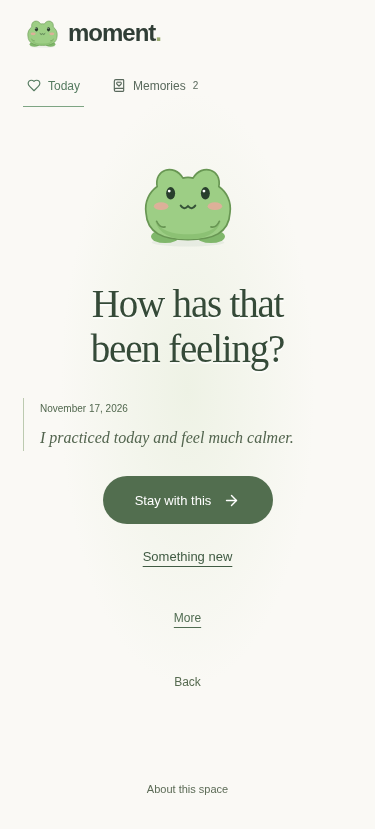 moment.
Today
Memories 2
How has that
been feeling?
November 17, 2026
I practiced today and feel much calmer.
Stay with this
Something new
More
Back
About this space